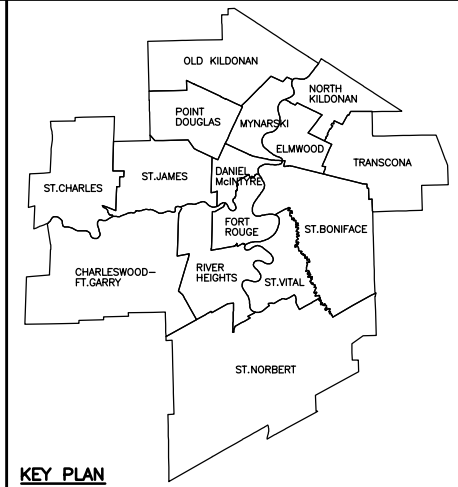 OLD KILDONAN
NORTH
KILDONAN
POINT
DOUGLAS
MYNARSKI
ELMWOOD
TRANSCONA
ST.CHARLES
ST.JAMES
DANIEL
McINTYRE
FORT
ROUGE
ST.BONIFACE
CHARLESWOOD-
FT.GARRY
RIVER
HEIGHTS
ST.VITAL
ST.NORBERT
KEY PLAN